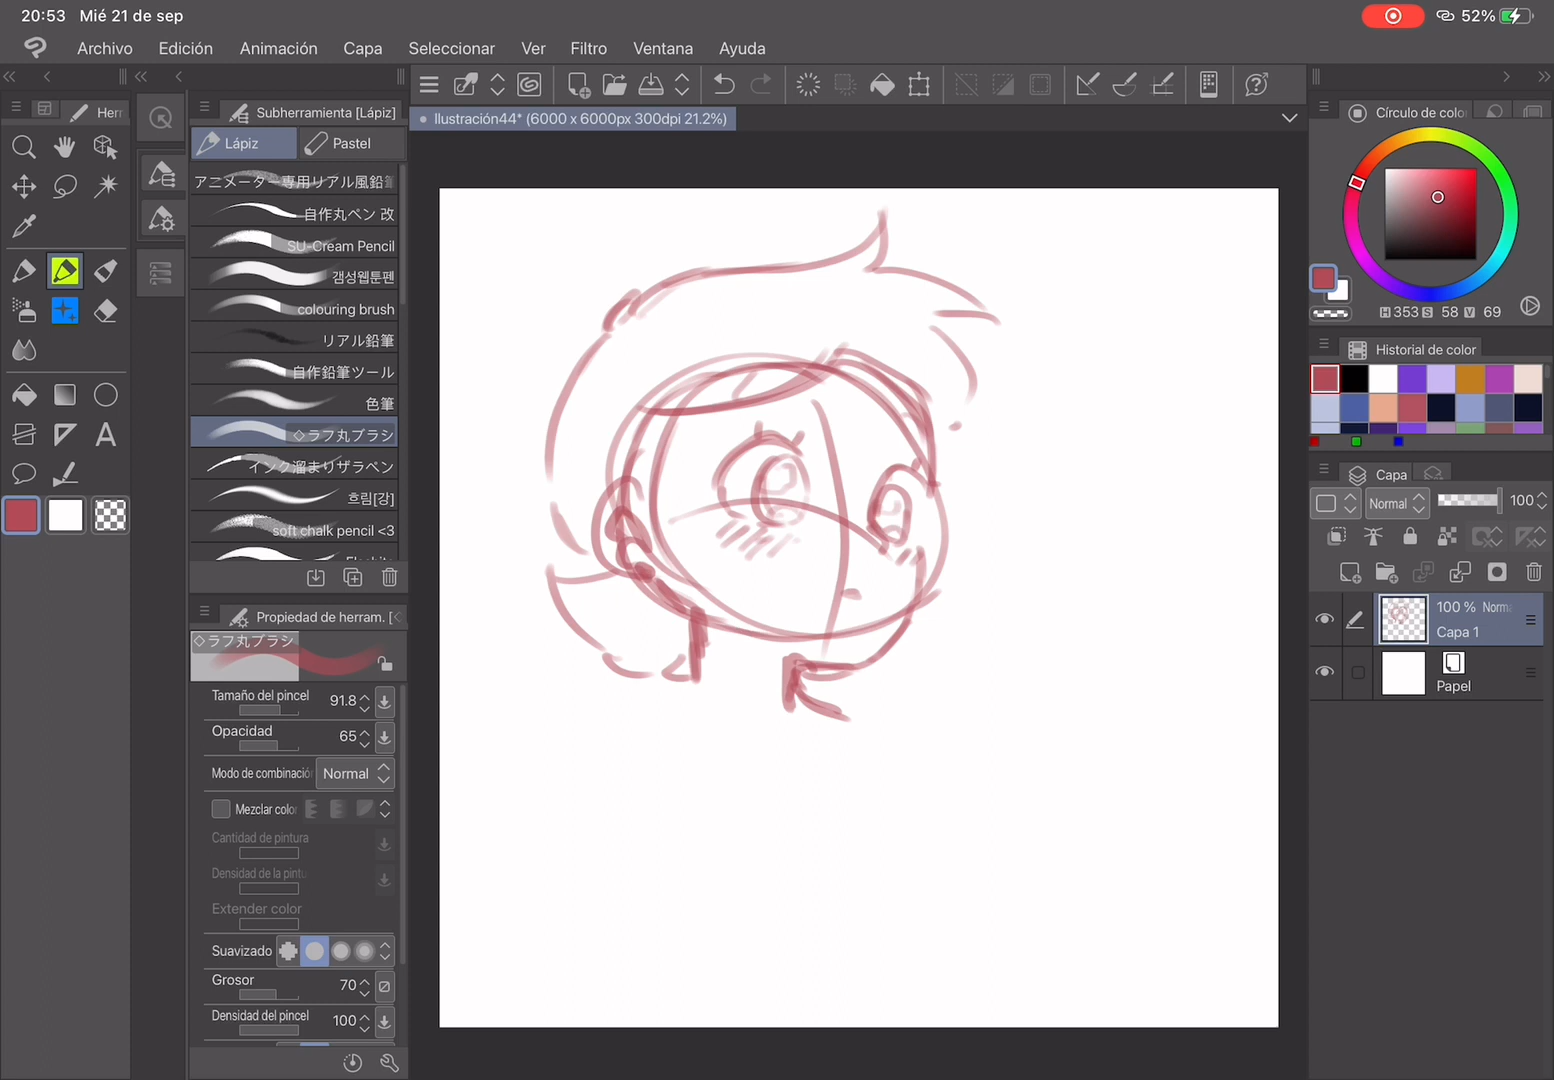 20:53 Mié 21 de sep
52%
Archivo Edición Animación Capa Seleccionar Ver Filtro Ventana Ayuda
Herr
Subherramienta [Lápiz]
Lápiz Pastel
アニメーター専用リアル風鉛筆
自作丸ペン 改
SU-Cream Pencil
갬성웹툰펜
colouring brush
リアル鉛筆
自作鉛筆ツール
色筆
◇ラフ丸ブラシ
インク溜まりザラペン
흐림[강]
soft chalk pencil <3
Propiedad de herram. [◇
◇ラフ丸ブラシ
Tamaño del pincel 91.8
Opacidad 65
Modo de combinació Normal
Mezclar color
Cantidad de pintura
Densidad de la pintu
Extender color
Suavizado
Grosor 70
Densidad del pincel 100
Ilustración44* (6000 x 6000px 300dpi 21.2%)
Círculo de colo
H 353 S 58 V 69
Historial de color
Capa
Normal 100
100 % Norma
Capa 1
Papel